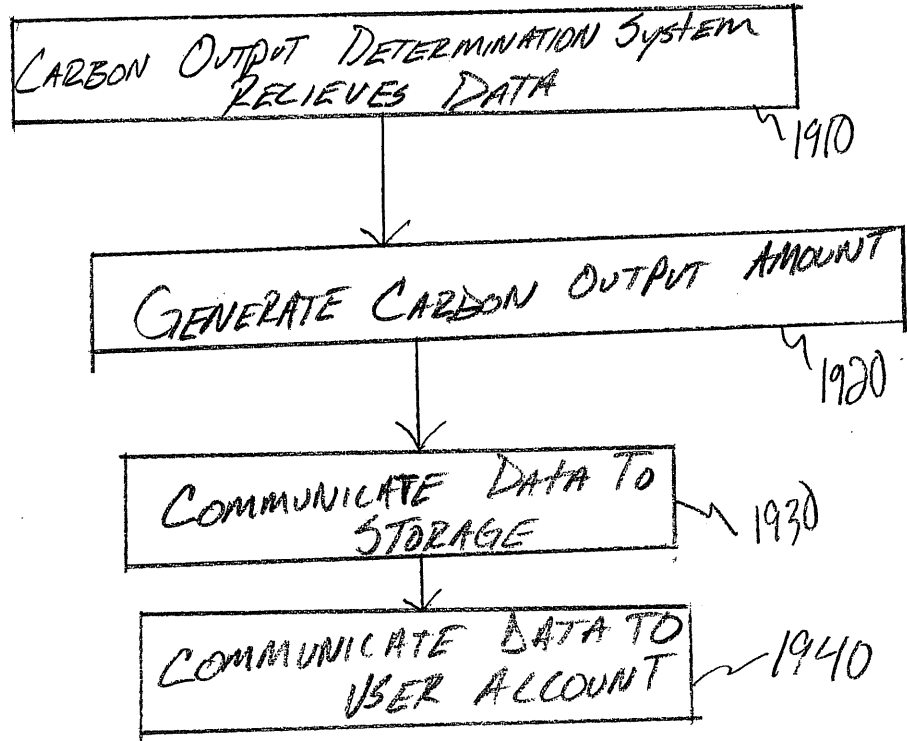 CARBON OUTPUT DETERMINATION System
RECIEVES DATA
1910
GENERATE CARBON OUTPUT AMOUNT
1920
COMMUNICATE DATA TO
STORAGE
1930
COMMUNICATE DATA TO
USER ACCOUNT
1940